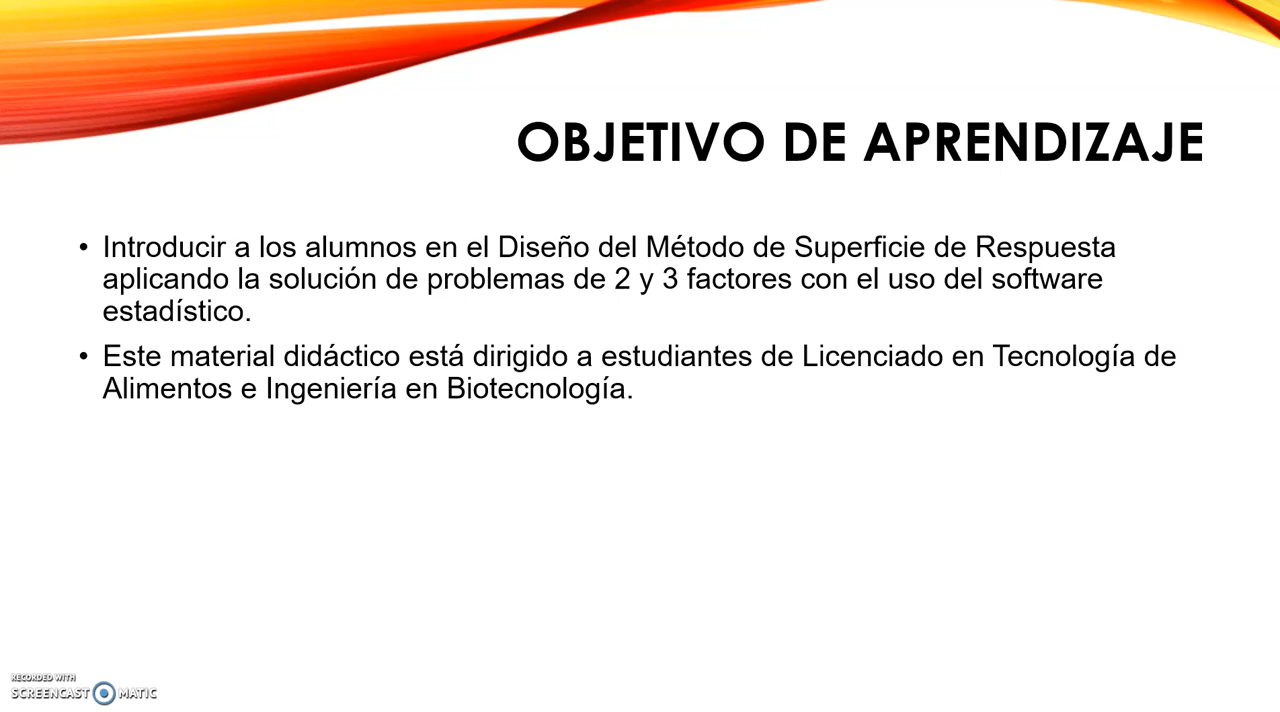 OBJETIVO DE APRENDIZAJE
• Introducir a los alumnos en el Diseño del Método de Superficie de Respuesta
aplicando la solución de problemas de 2 y 3 factores con el uso del software
estadístico.
• Este material didáctico está dirigido a estudiantes de Licenciado en Tecnología de
Alimentos e Ingeniería en Biotecnología.
RECORDED WITH
SCREENCAST MATIC